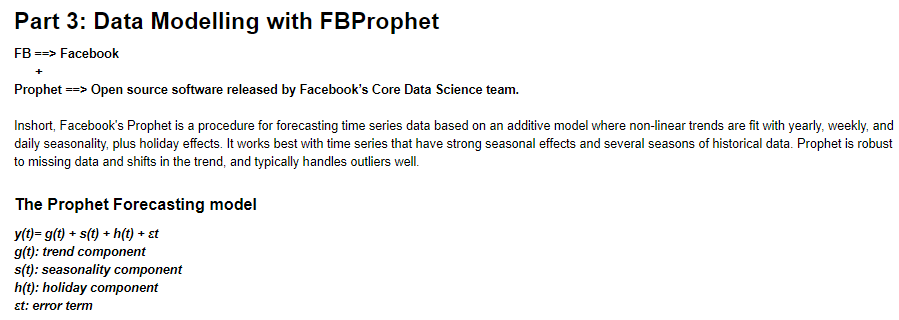 Part 3: Data Modelling with FBProphet
FB ==> Facebook
+
Prophet ==> Open source software released by Facebook's Core Data Science team.
Inshort, Facebook's Prophet is a procedure for forecasting time series data based on an additive model where non-linear trends are fit with yearly, weekly, and
daily seasonality, plus holiday effects. It works best with time series that have strong seasonal effects and several seasons of historical data. Prophet is robust
to missing data and shifts in the trend, and typically handles outliers well.
The Prophet Forecasting model
y(t)= g(t) + s(t) + h(t) + εt
g(t): trend component
s(t): seasonality component
h(t): holiday component
εt: error term